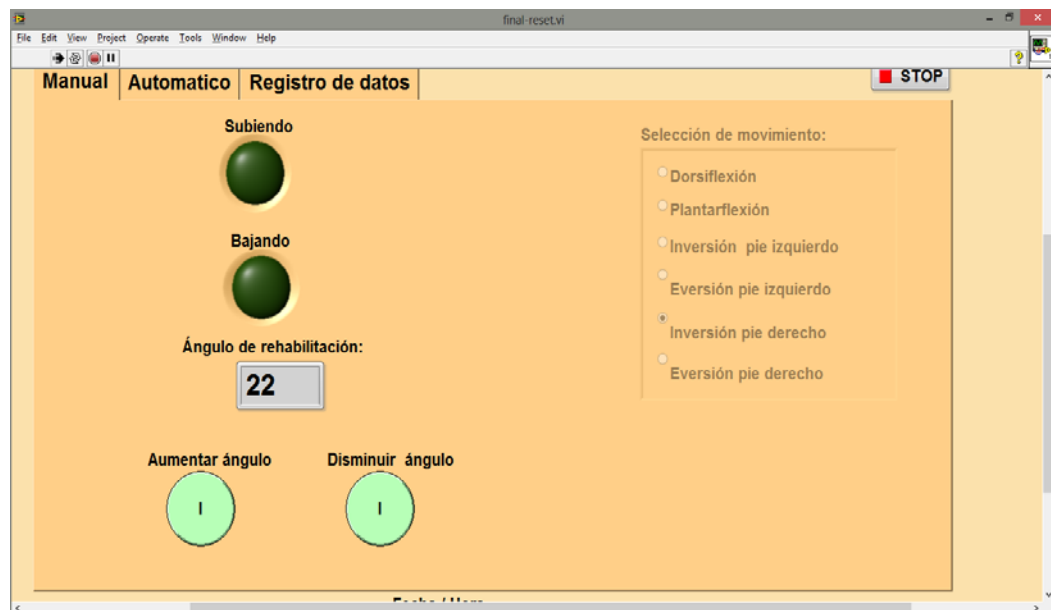 final-reset.vi
File Edit View Project Operate Tools Window Help
Manual Automatico Registro de datos
STOP
Subiendo
Bajando
Ángulo de rehabilitación:
22
Aumentar ángulo Disminuir ángulo
I I
Selección de movimiento:
Dorsiflexión
Plantarflexión
Inversión pie izquierdo
Eversión pie izquierdo
Inversión pie derecho
Eversión pie derecho